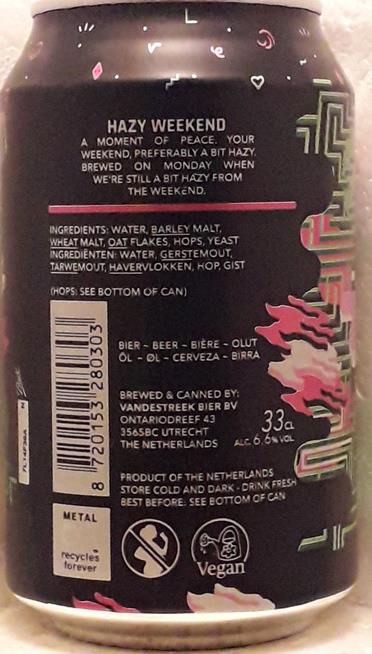 HAZY WEEKEND
A MOMENT OF PEACE. YOUR
WEEKEND, PREFERABLY A BIT HAZY.
BREWED ON MONDAY WHEN
WE'RE STILL A BIT HAZY FROM
THE WEEKEND.
INGREDIENTS: WATER, BARLEY MALT,
WHEAT MALT, OAT FLAKES, HOPS, YEAST
INGREDIËNTEN: WATER, GERSTEMOUT,
TARWEMOUT, HAVERVLOKKEN, HOP, GIST
(HOPS: SEE BOTTOM OF CAN)
BIER ~ BEER ~ BIÈRE ~ OLUT
ÖL ~ ØL ~ CERVEZA ~ BIRRA
BREWED & CANNED BY:
VANDESTREEK BIER BV
ONTARIODREEF 43
3565BC UTRECHT
THE NETHERLANDS
33CL
ALC. 6,6% VOL
8 720153 280303
PRODUCT OF THE NETHERLANDS
STORE COLD AND DARK - DRINK FRESH
BEST BEFORE: SEE BOTTOM OF CAN
METAL
recycles
forever
Vegan